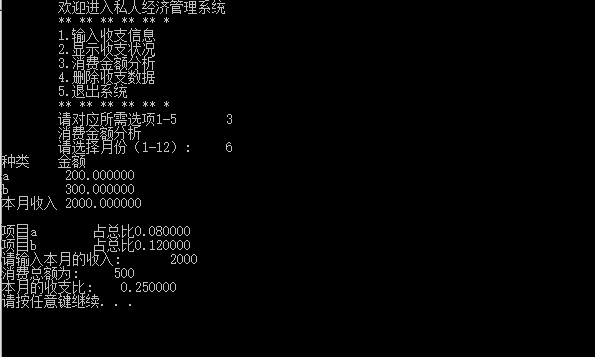 欢迎进入私人经济管理系统
** ** ** ** ** *
1.输入收支信息
2.显示收支状况
3.消费金额分析
4.删除收支数据
5.退出系统
** ** ** ** ** *
请对应所需选项1-5 3
消费金额分析
请选择月份（1-12）: 6
种类 金额
a 200.000000
b 300.000000
本月收入 2000.000000
项目a 占总比0.080000
项目b 占总比0.120000
请输入本月的收入: 2000
消费总额为: 500
本月的收支比: 0.250000
请按任意键继续. . .